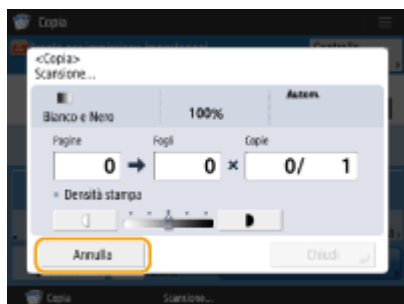 Copia
<Copia>
Scansione...
Bianco e Nero
100%
Autom.
Pagine Fogli Copie
0 → 0 × 0/ 1
Densità stampa
Annulla
Chiudi
Copia Scansione...